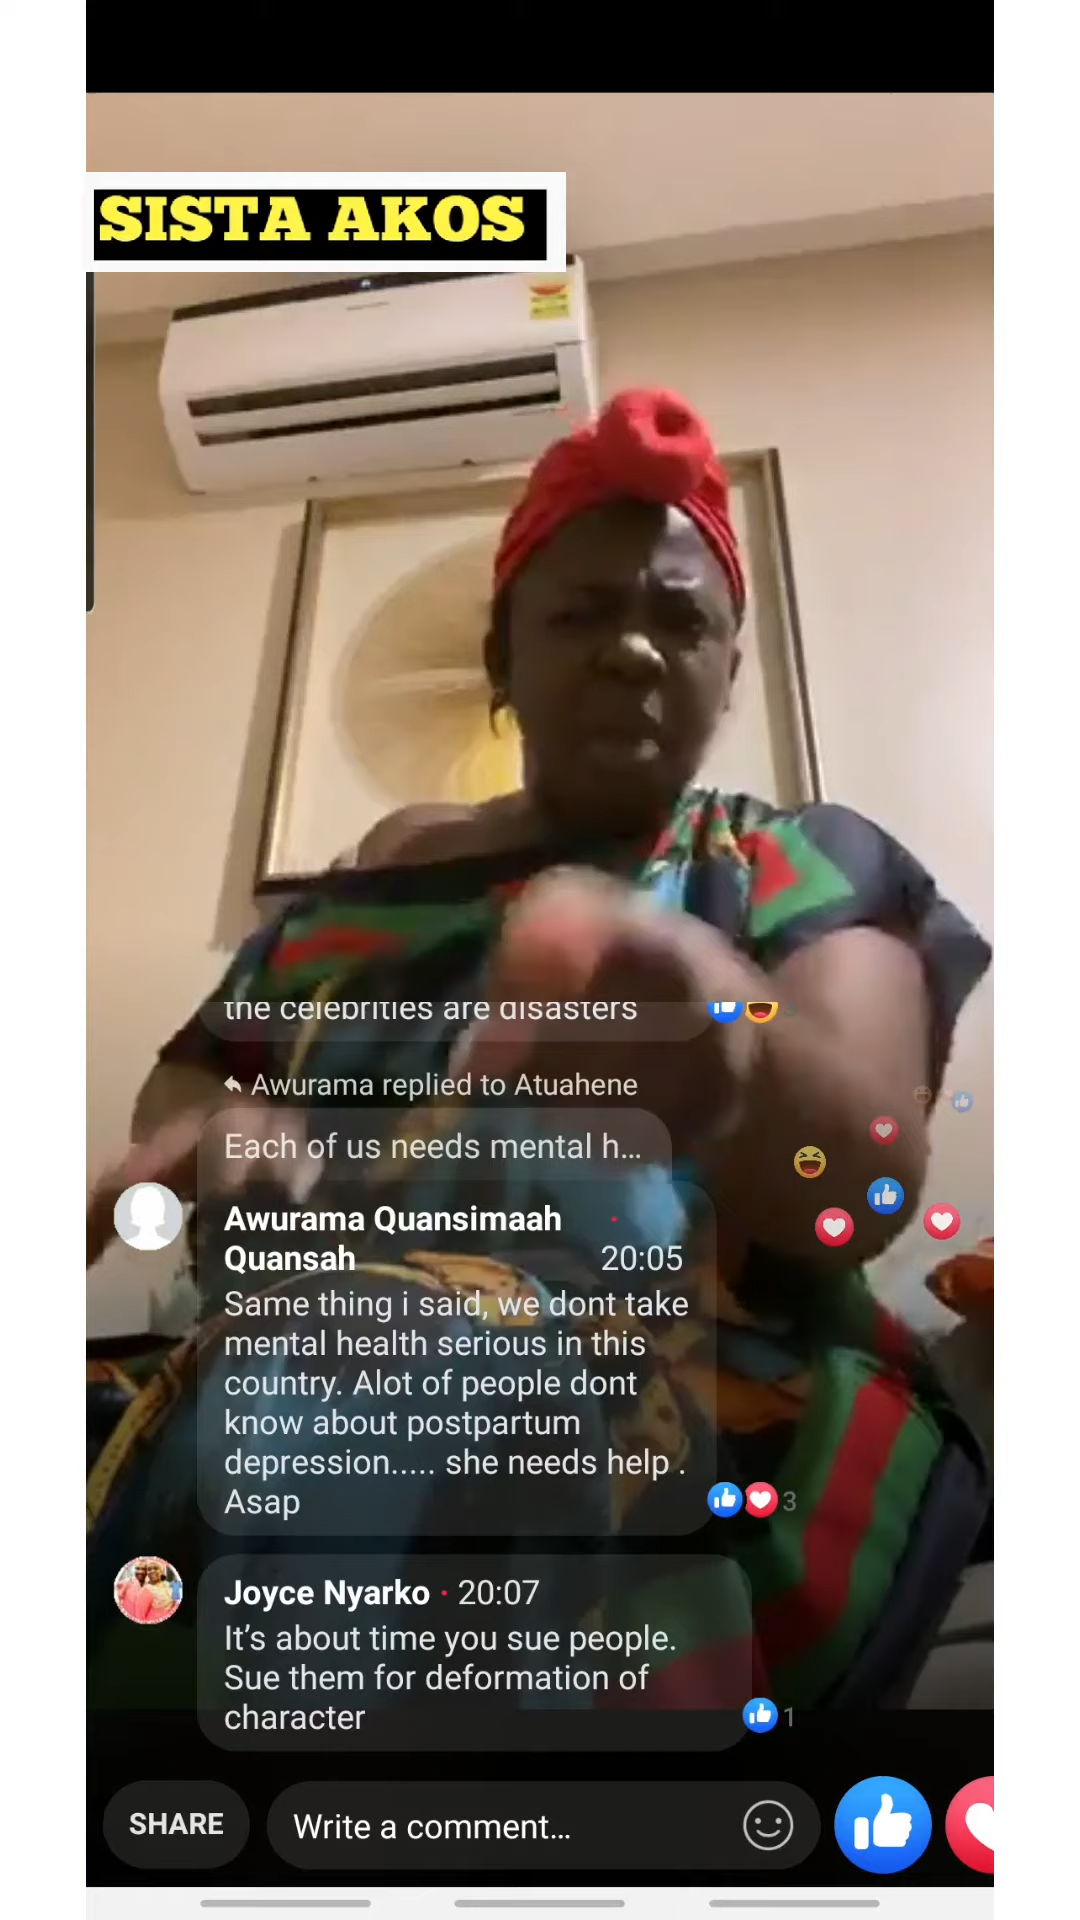 SISTA AKOS
the celebrities are disasters
3
Awurama replied to Atuahene
Each of us needs mental h...
Awurama Quansimaah
Quansah
20:05
Same thing i said, we dont take
mental health serious in this
country. Alot of people dont
know about postpartum
depression..... she needs help .
Asap
3
Joyce Nyarko · 20:07
It's about time you sue people.
Sue them for deformation of
character
1
SHARE
Write a comment...